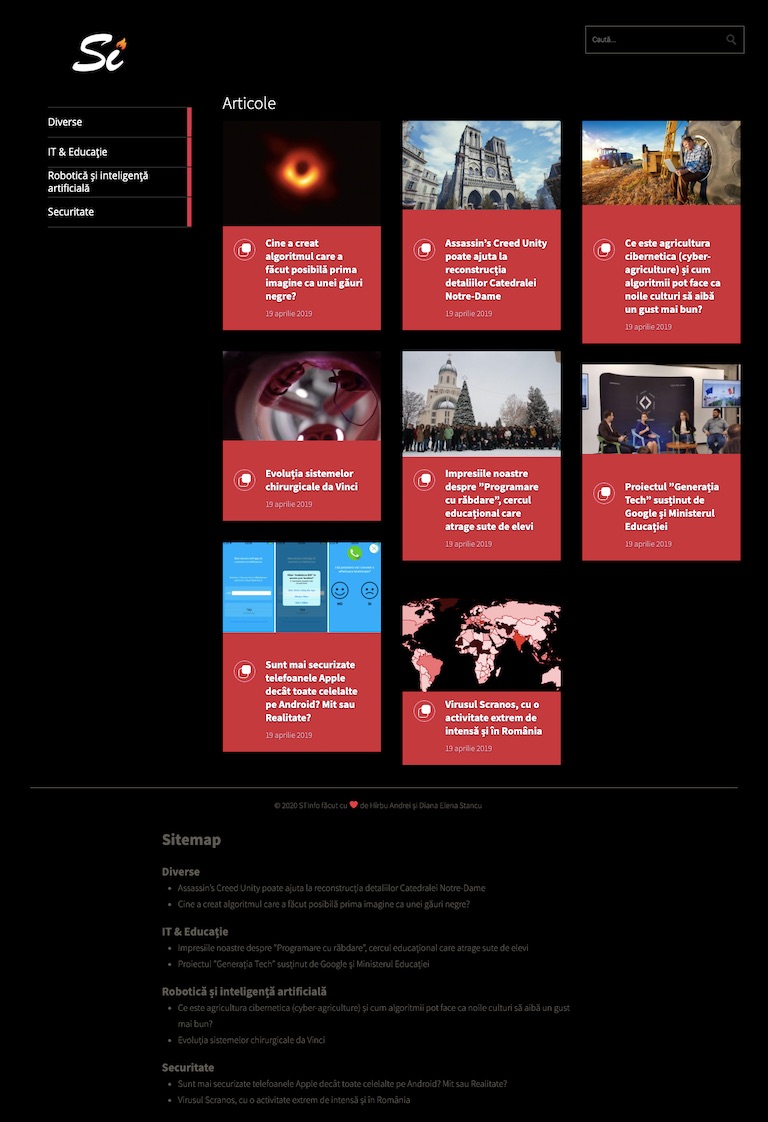 Si
Caută...
Diverse
IT & Educație
Robotică și inteligență
artificială
Securitate
Articole
Cine a creat
algoritmul care a
făcut posibilă prima
imagine ca unei găuri
negre?
19 aprilie 2019
Assassin's Creed Unity
poate ajuta la
reconstrucția
detaliilor Catedralei
Notre-Dame
19 aprilie 2019
Ce este agricultura
cibernetica (cyber-
agriculture) și cum
algoritmii pot face ca
noile culturi să aibă
un gust mai bun?
19 aprilie 2019
Evoluția sistemelor
chirurgicale da Vinci
19 aprilie 2019
Impresiile noastre
despre ”Programare
cu răbdare”, cercul
educațional care
atrage sute de elevi
19 aprilie 2019
Proiectul ”Generația
Tech” susținut de
Google și Ministerul
Educației
19 aprilie 2019
NO
SI
Sunt mai securizate
telefoanele Apple
decât toate celelalte
pe Android? Mit sau
Realitate?
19 aprilie 2019
Virusul Scranos, cu o
activitate extrem de
intensă și în România
19 aprilie 2019
© 2020 STInfo făcut cu ❤ de Hîrbu Andrei și Diana Elena Stancu
Sitemap
Diverse
• Assassin's Creed Unity poate ajuta la reconstrucția detaliilor Catedralei Notre-Dame
• Cine a creat algoritmul care a făcut posibilă prima imagine ca unei găuri negre?
IT & Educație
• Impresiile noastre despre ”Programare cu răbdare”, cercul educațional care atrage sute de elevi
• Proiectul ”Generația Tech” susținut de Google și Ministerul Educației
Robotică și inteligență artificială
• Ce este agricultura cibernetica (cyber-agriculture) și cum algoritmii pot face ca noile culturi să aibă un gust
mai bun?
• Evoluția sistemelor chirurgicale da Vinci
Securitate
• Sunt mai securizate telefoanele Apple decât toate celelalte pe Android? Mit sau Realitate?
• Virusul Scranos, cu o activitate extrem de intensă și în România